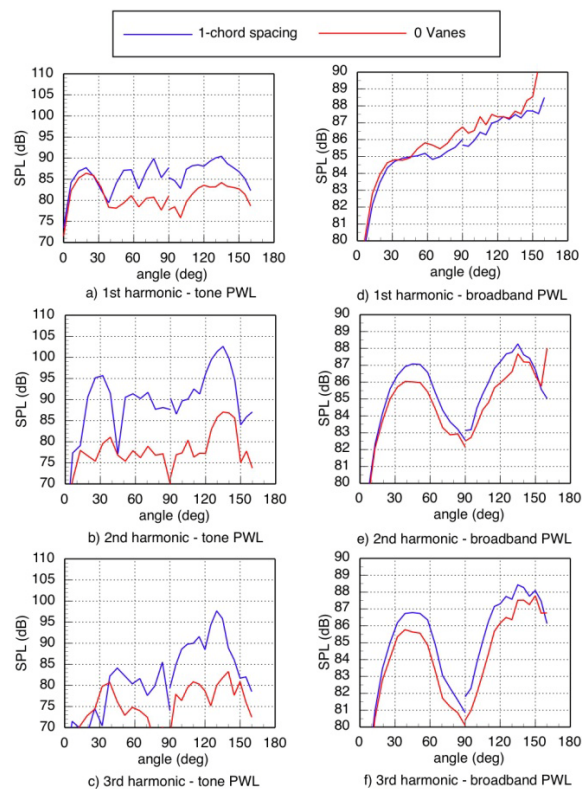 1-chord spacing 0 Vanes
110
105
100
95
90
85
80
75
70
SPL (dB)
0 30 60 90 120 150 180
angle (deg)
a) 1st harmonic - tone PWL
90
89
88
87
86
85
84
83
82
81
80
SPL (dB)
0 30 60 90 120 150 180
angle (deg)
d) 1st harmonic - broadband PWL
110
105
100
95
90
85
80
75
70
SPL (dB)
0 30 60 90 120 150 180
angle (deg)
b) 2nd harmonic - tone PWL
90
89
88
87
86
85
84
83
82
81
80
SPL (dB)
0 30 60 90 120 150 180
angle (deg)
e) 2nd harmonic - broadband PWL
110
105
100
95
90
85
80
75
70
SPL (dB)
0 30 60 90 120 150 180
angle (deg)
c) 3rd harmonic - tone PWL
90
89
88
87
86
85
84
83
82
81
80
SPL (dB)
0 30 60 90 120 150 180
angle (deg)
f) 3rd harmonic - broadband PWL